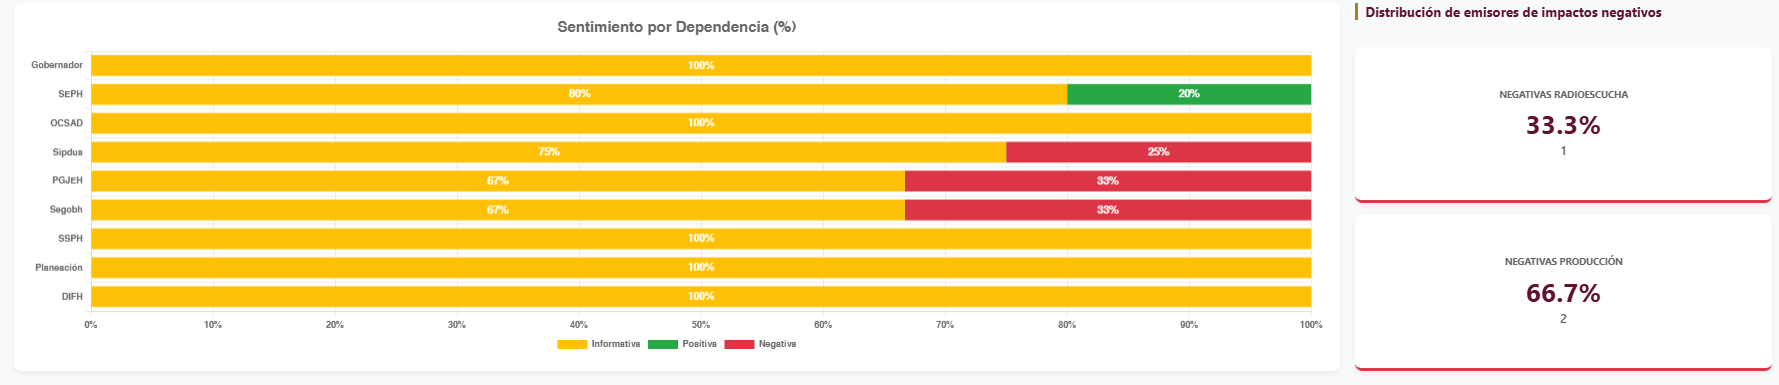 Sentimiento por Dependencia (%)
Gobernador 100%
SEPH 80% 20%
OCSAD 100%
Sipdus 75% 25%
PGJEH 67% 33%
Segobh 67% 33%
SSPH 100%
Planeación 100%
DIFH 100%
0% 10% 20% 30% 40% 50% 60% 70% 80% 90% 100%
Informativa Positiva Negativa
Distribución de emisores de impactos negativos
NEGATIVAS RADIOESCUCHA
33.3%
1
NEGATIVAS PRODUCCIÓN
66.7%
2